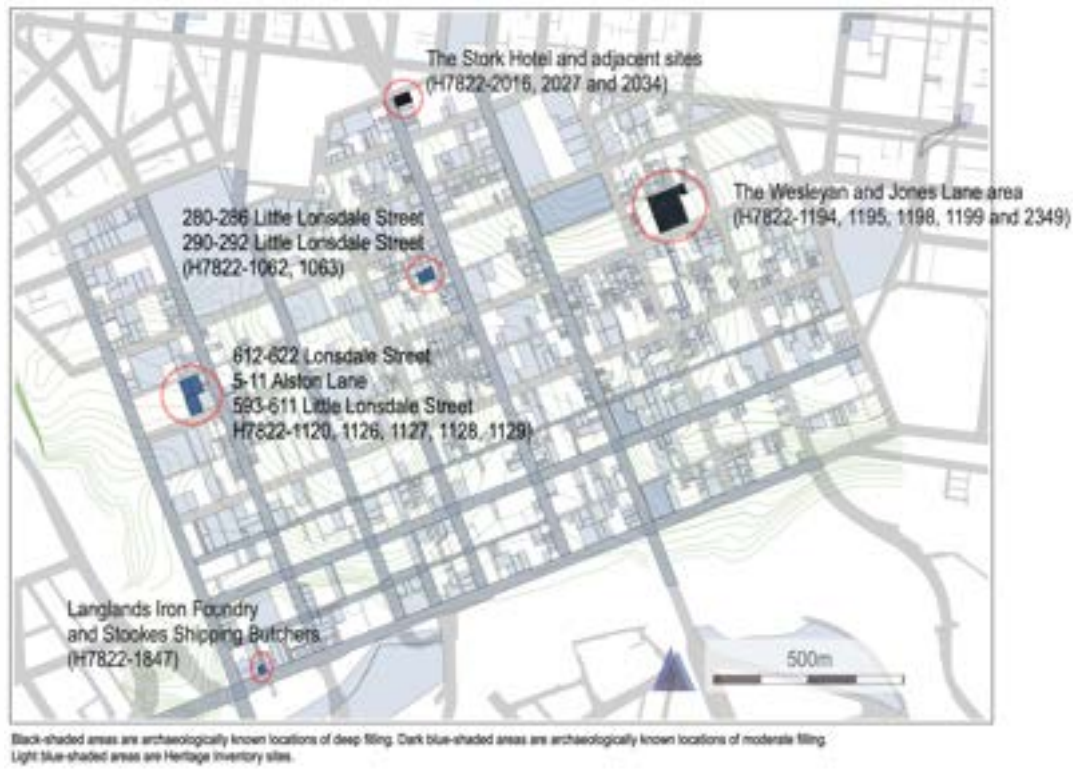 The Stork Hotel and adjacent sites
(H7822-2016, 2027 and 2034)
The Wesleyan and Jones Lane area
(H7822-1194, 1195, 1198, 1199 and 2349)
280-286 Little Lonsdale Street
290-292 Little Lonsdale Street
(H7822-1062, 1063)
612-622 Lonsdale Street
5-11 Alston Lane
593-611 Little Lonsdale Street
H7822-1120, 1126, 1127, 1128, 1129)
Langlands Iron Foundry
and Stookes Shipping Butchers
(H7822-1847)
500m
Black-shaded areas are archaeologically known locations of deep filling. Dark blue-shaded areas are archaeologically known locations of moderate filling.
Light blue-shaded areas are Heritage Inventory sites.